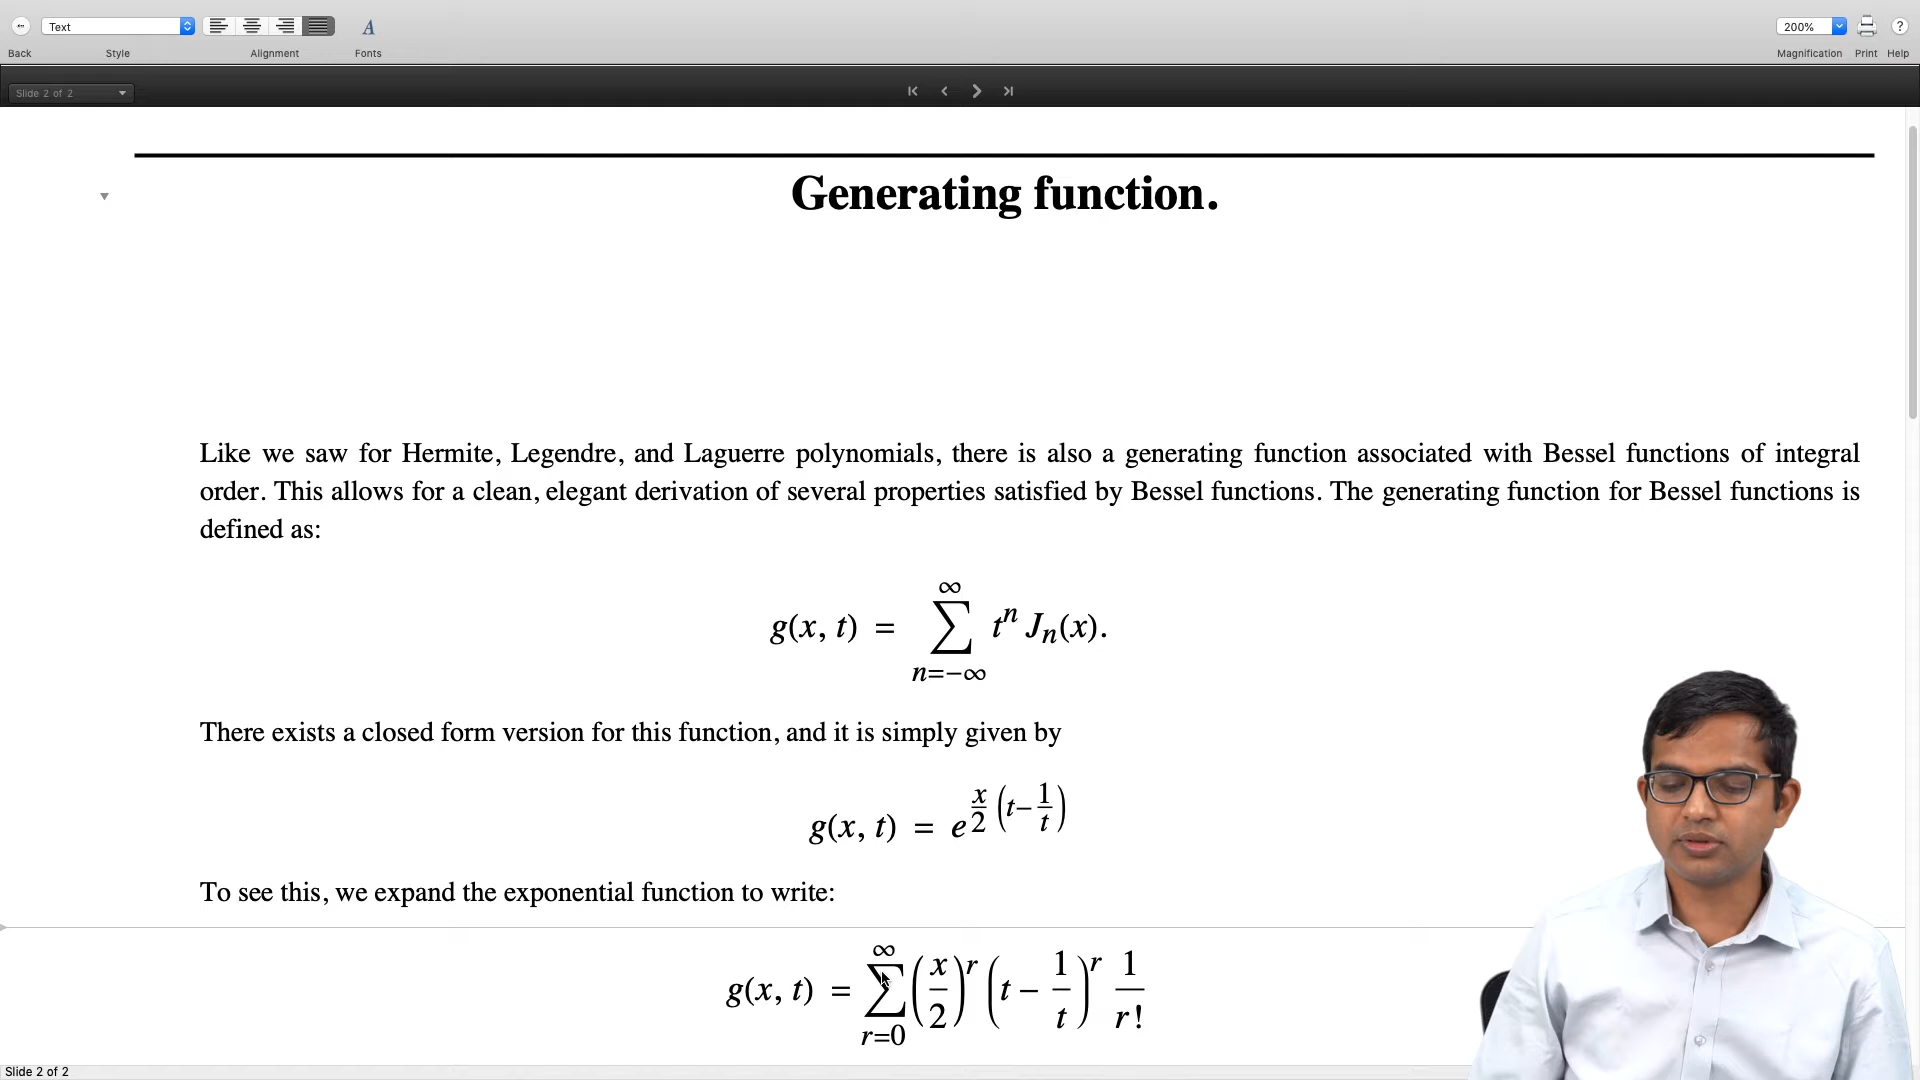 Text
200%
Back Style Alignment Fonts Magnification Print Help
Slide 2 of 2
Generating function.
Like we saw for Hermite, Legendre, and Laguerre polynomials, there is also a generating function associated with Bessel functions of integral
order. This allows for a clean, elegant derivation of several properties satisfied by Bessel functions. The generating function for Bessel functions is
defined as:
g(x, t) = ∑_{n=−∞}^{∞} t^n J_n(x).
There exists a closed form version for this function, and it is simply given by
g(x, t) = e^{x/2 (t − 1/t)}
To see this, we expand the exponential function to write:
g(x, t) = ∑_{r=0}^{∞} (x/2)^r (t − 1/t)^r 1/r!
Slide 2 of 2